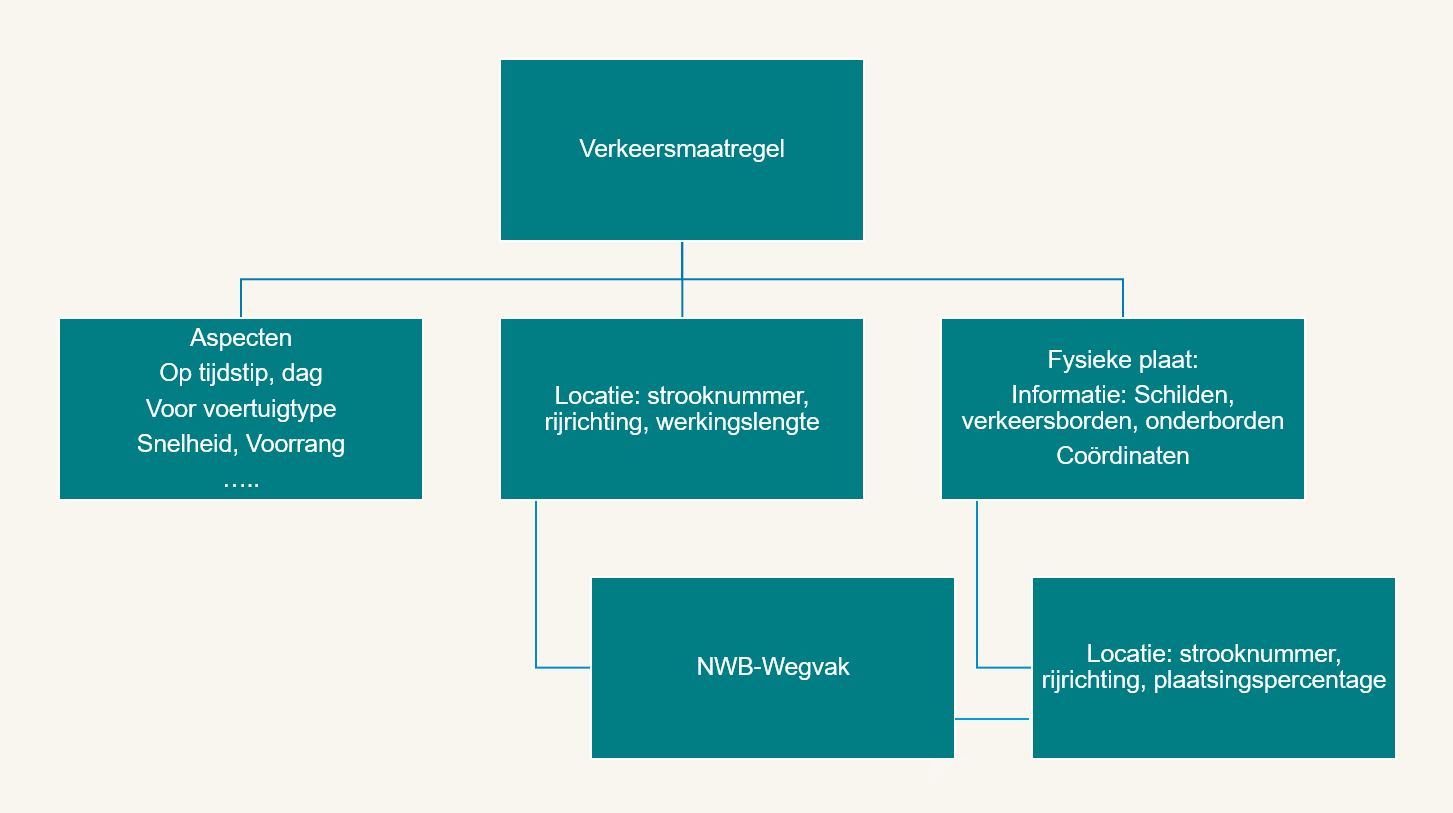 Verkeersmaatregel
Aspecten
Op tijdstip, dag
Voor voertuigtype
Snelheid, Voorrang
…..
Locatie: strooknummer,
rijrichting, werkingslengte
Fysieke plaat:
Informatie: Schilden,
verkeersborden, onderborden
Coördinaten
NWB-Wegvak
Locatie: strooknummer,
rijrichting, plaatsingspercentage